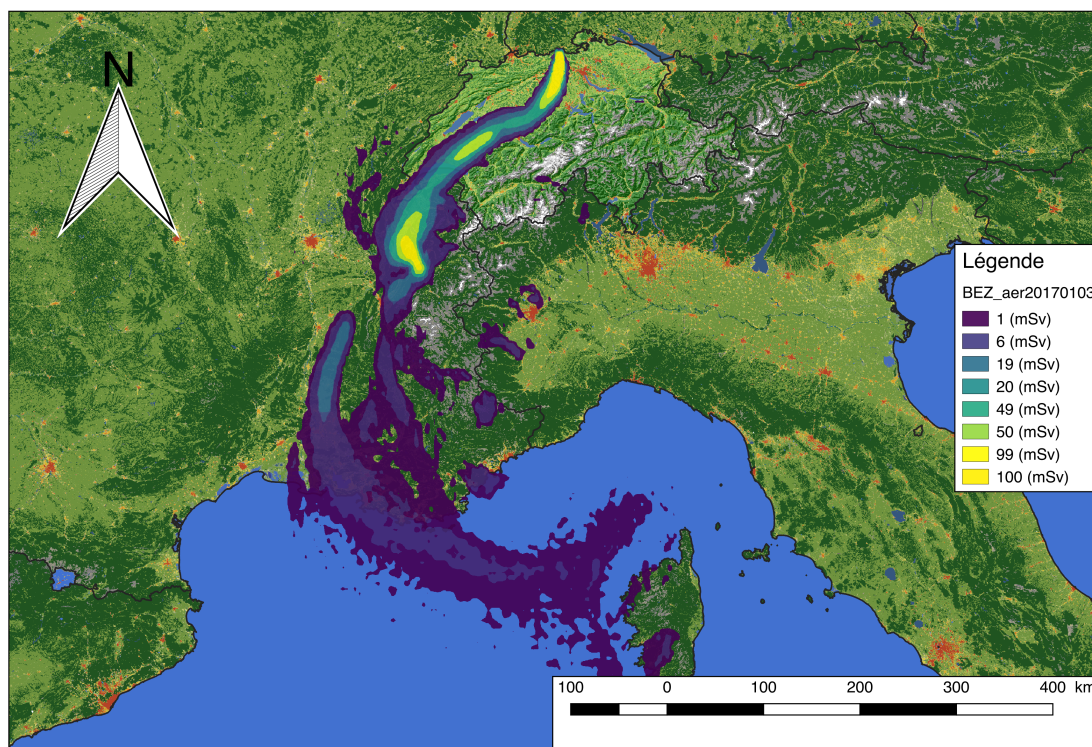 N
Légende
BEZ_aer20170103
1 (mSv)
6 (mSv)
19 (mSv)
20 (mSv)
49 (mSv)
50 (mSv)
99 (mSv)
100 (mSv)
100 0 100 200 300 400 km